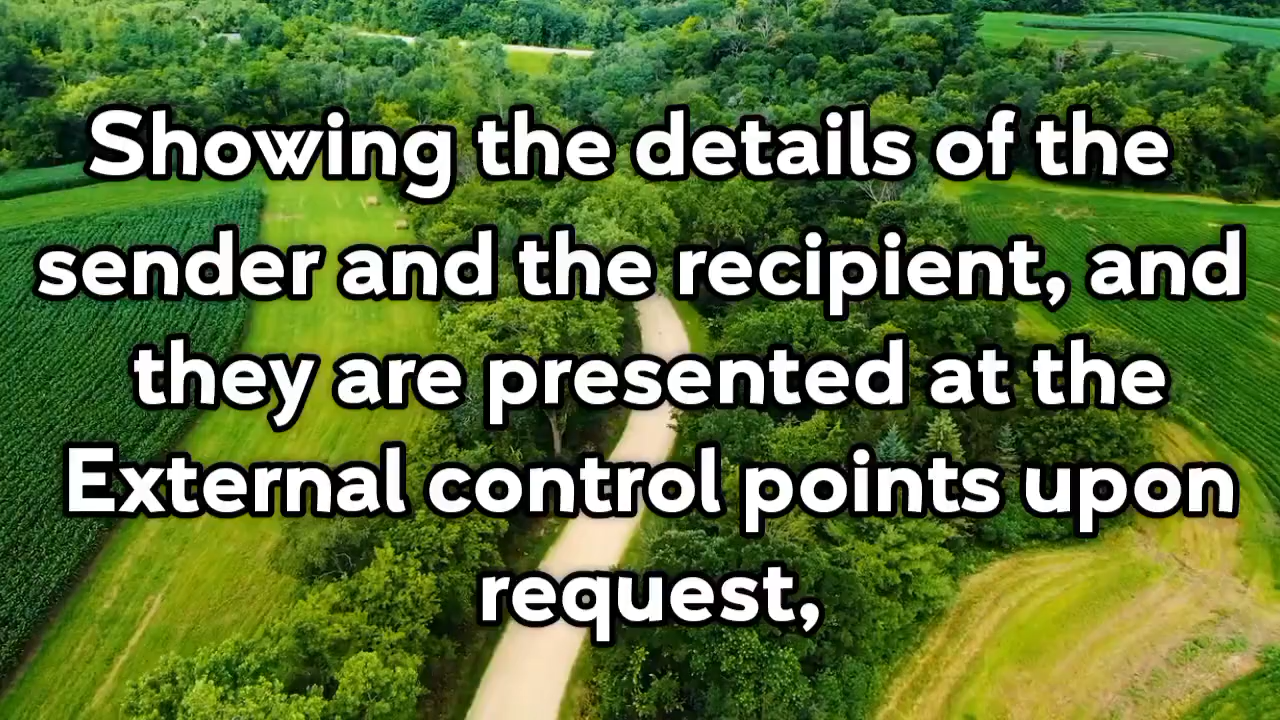 Showing the details of the
sender and the recipient, and
they are presented at the
External control points upon
request,